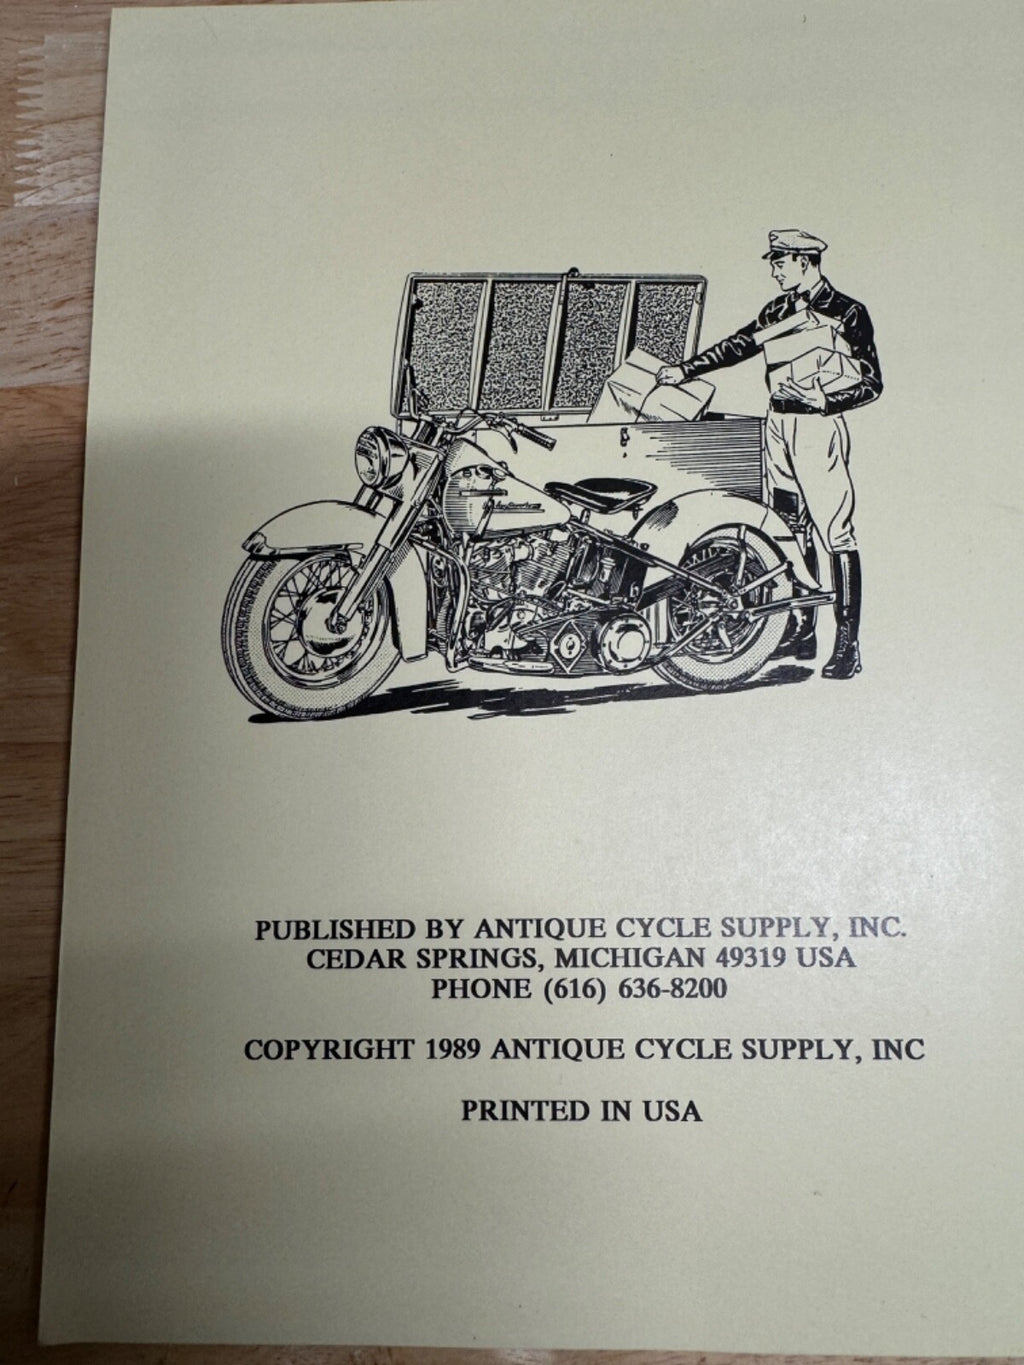 PUBLISHED BY ANTIQUE CYCLE SUPPLY, INC.
CEDAR SPRINGS, MICHIGAN 49319 USA
PHONE (616) 636-8200
COPYRIGHT 1989 ANTIQUE CYCLE SUPPLY, INC
PRINTED IN USA